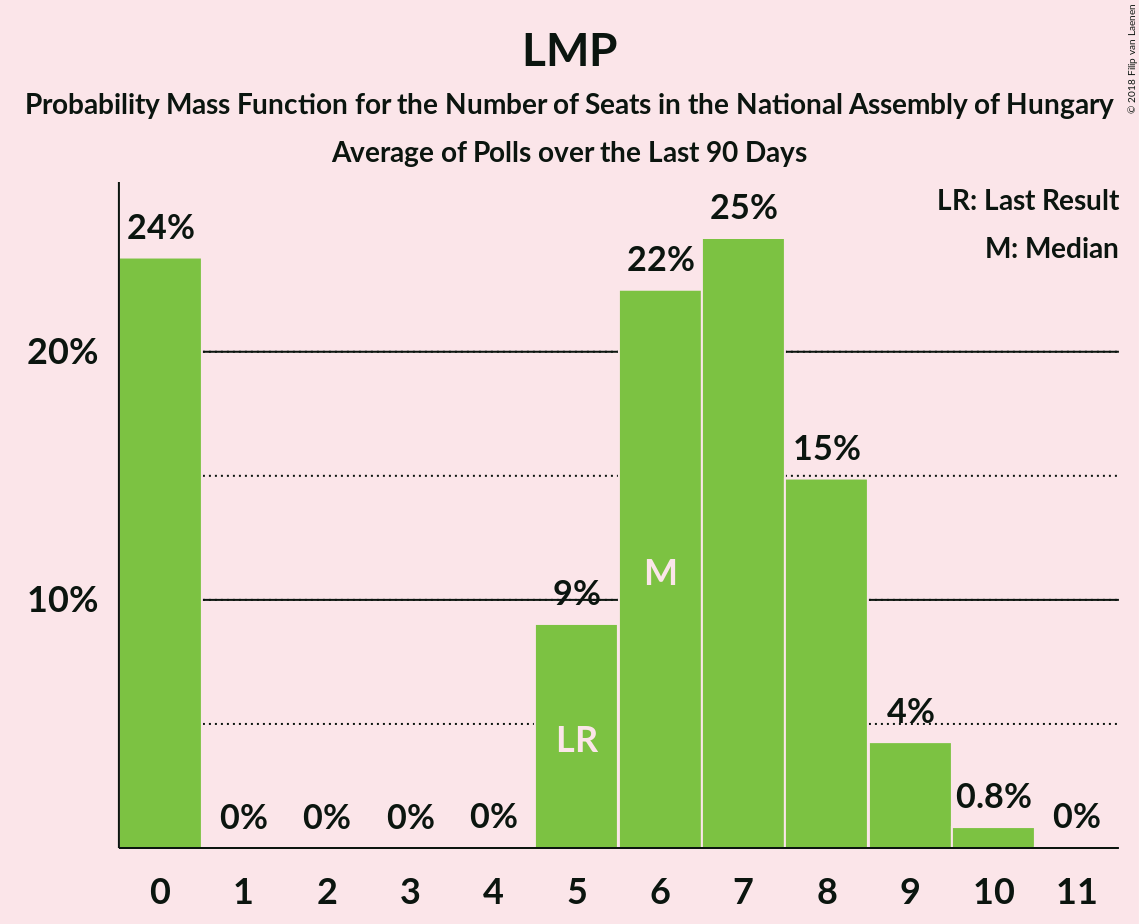 LMP
Probability Mass Function for the Number of Seats in the National Assembly of Hungary
Average of Polls over the Last 90 Days
© 2018 Filip van Laenen
LR: Last Result
M: Median
24%
0%
0%
0%
0%
9%
22%
25%
15%
4%
0.8%
0%
20%
10%
LR
M
0 1 2 3 4 5 6 7 8 9 10 11